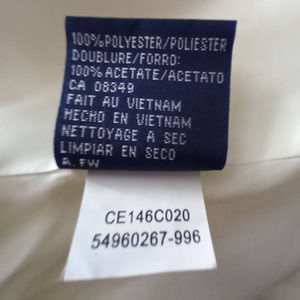 100% POLYESTER/POLIESTER
DOUBLURE/FORRO:
100% ACETATE/ACETATO
CA 08349
FAIT AU VIETNAM
HECHO EN VIETNAM
NETTOYAGE A SEC
LIMPIAR EN SECO
CE146C020
54960267-996